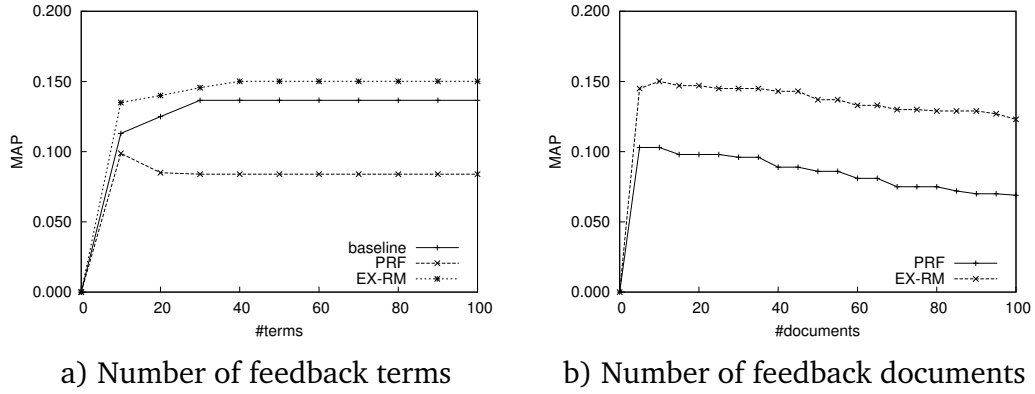 0.200
0.150
0.100
0.050
0.000
MAP
0 20 40 60 80 100
#terms
baseline
PRF
EX-RM
a) Number of feedback terms
0.200
0.150
0.100
0.050
0.000
MAP
0 20 40 60 80 100
#documents
PRF
EX-RM
b) Number of feedback documents